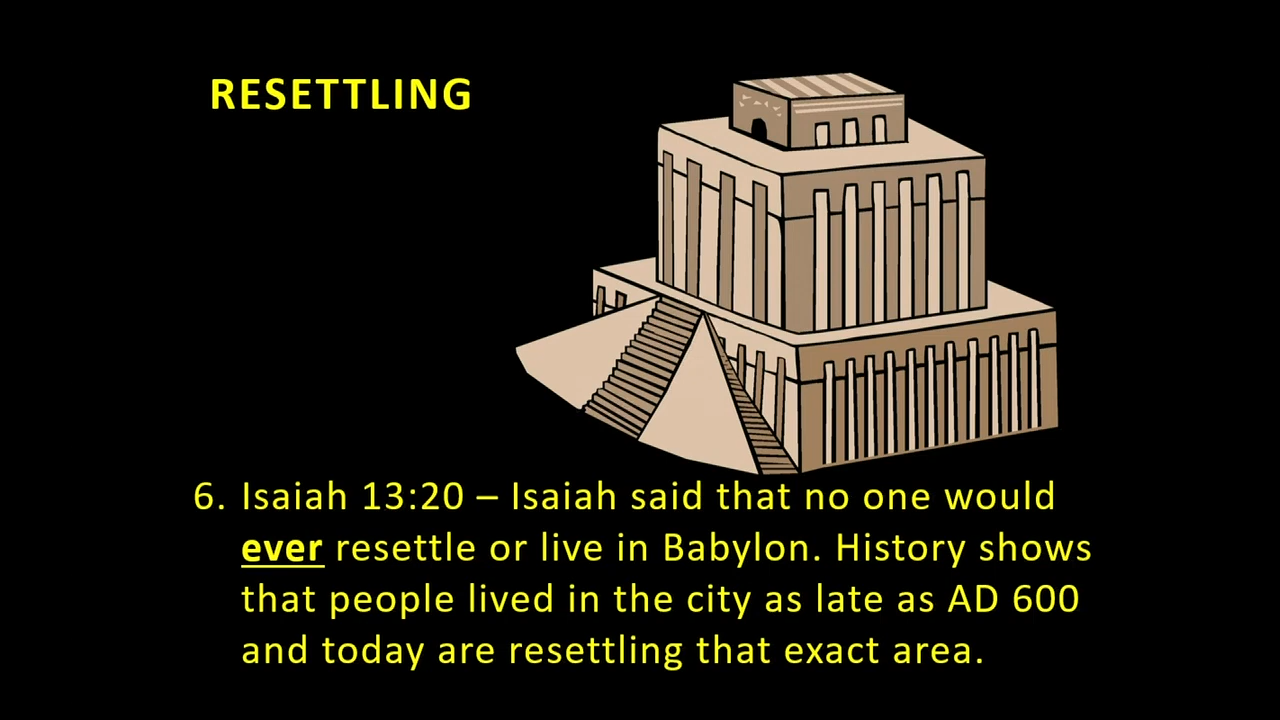 RESETTLING
6. Isaiah 13:20 – Isaiah said that no one would
ever resettle or live in Babylon. History shows
that people lived in the city as late as AD 600
and today are resettling that exact area.